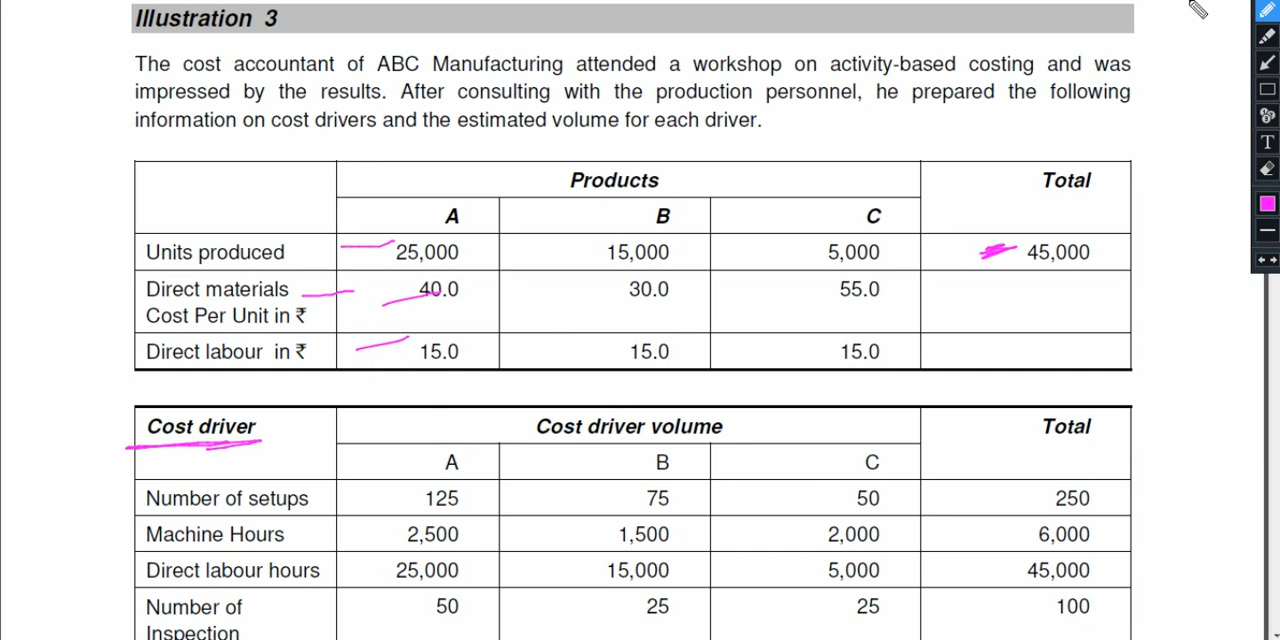 Illustration 3
The cost accountant of ABC Manufacturing attended a workshop on activity-based costing and was
impressed by the results. After consulting with the production personnel, he prepared the following
information on cost drivers and the estimated volume for each driver.
Products Total
A B C
Units produced 25,000 15,000 5,000 45,000
Direct materials 40.0 30.0 55.0
Cost Per Unit in ₹
Direct labour in ₹ 15.0 15.0 15.0
Cost driver Cost driver volume Total
A B C
Number of setups 125 75 50 250
Machine Hours 2,500 1,500 2,000 6,000
Direct labour hours 25,000 15,000 5,000 45,000
Number of 50 25 25 100
Inspection
T